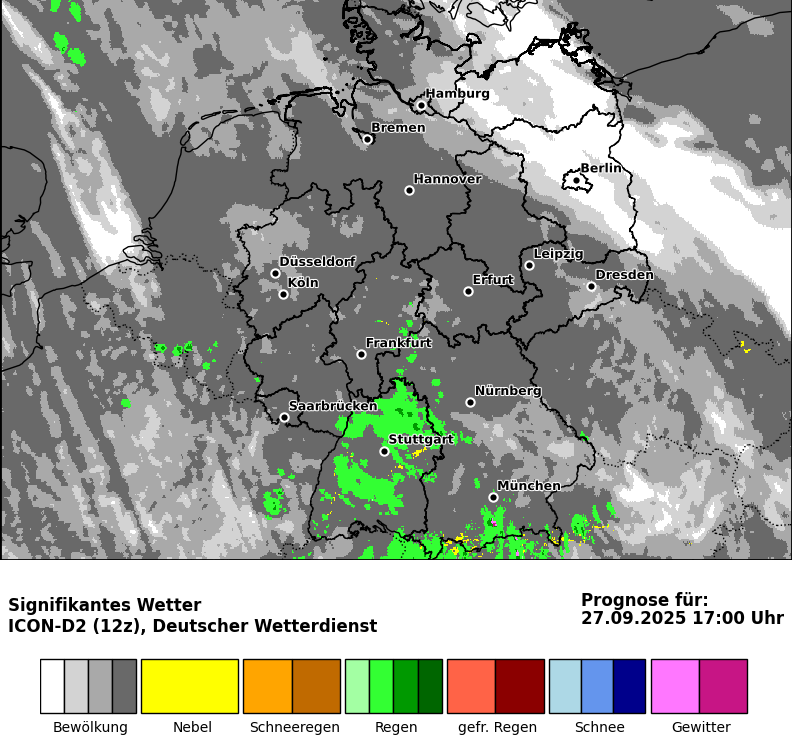 Hamburg
Bremen
Berlin
Hannover
Düsseldorf
Leipzig
Köln
Erfurt
Dresden
Frankfurt
Nürnberg
Saarbrücken
Stuttgart
München
Signifikantes Wetter
ICON-D2 (12z), Deutscher Wetterdienst
Prognose für:
27.09.2025 17:00 Uhr
Bewölkung Nebel Schneeregen Regen gefr. Regen Schnee Gewitter